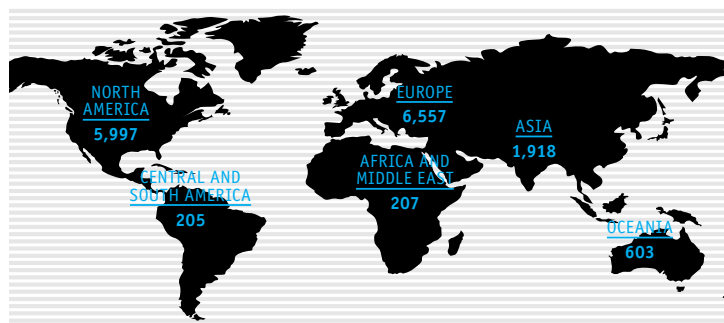 NORTH
AMERICA
5,997
EUROPE
6,557
ASIA
1,918
CENTRAL AND
SOUTH AMERICA
205
AFRICA AND
MIDDLE EAST
207
OCEANIA
603